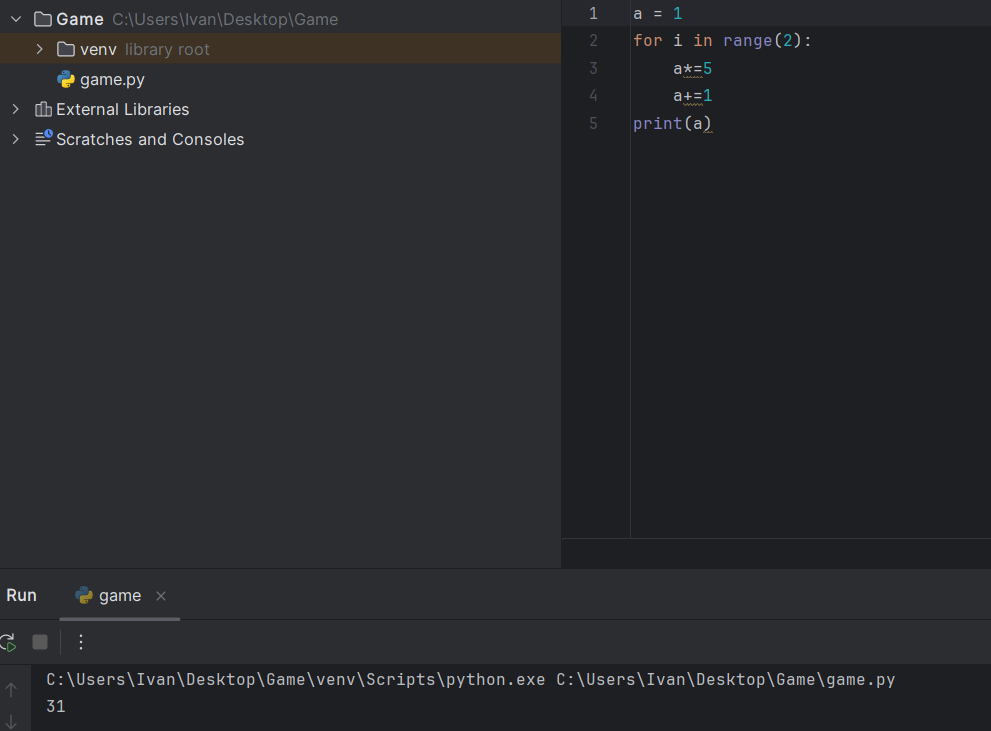 Game C:\Users\Ivan\Desktop\Game
venv library root
game.py
External Libraries
Scratches and Consoles
1 a = 1
2 for i in range(2):
3     a*=5
4     a+=1
5 print(a)
Run game
C:\Users\Ivan\Desktop\Game\venv\Scripts\python.exe C:\Users\Ivan\Desktop\Game\game.py
31